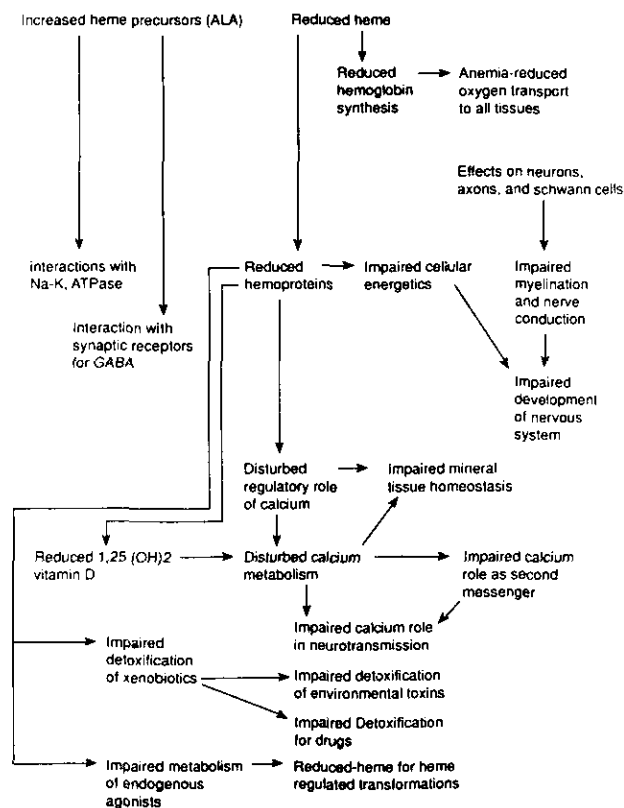 Increased heme precursors (ALA)
Reduced heme
Reduced
hemoglobin
synthesis
Anemia-reduced
oxygen transport
to all tissues
Effects on neurons,
axons, and schwann cells
interactions with
Na-K, ATPase
Reduced
hemoproteins
Impaired cellular
energetics
Impaired
myelination
and nerve
conduction
Interaction with
synaptic receptors
for GABA
Impaired
development
of nervous
system
Disturbed
regulatory role
of calcium
Impaired mineral
tissue homeostasis
Reduced 1,25 (OH)2
vitamin D
Disturbed calcium
metabolism
Impaired calcium
role as second
messenger
Impaired calcium role
in neurotransmission
Impaired
detoxification
of xenobiotics
Impaired detoxification
of environmental toxins
Impaired Detoxification
for drugs
Impaired metabolism
of endogenous
agonists
Reduced-heme for heme
regulated transformations